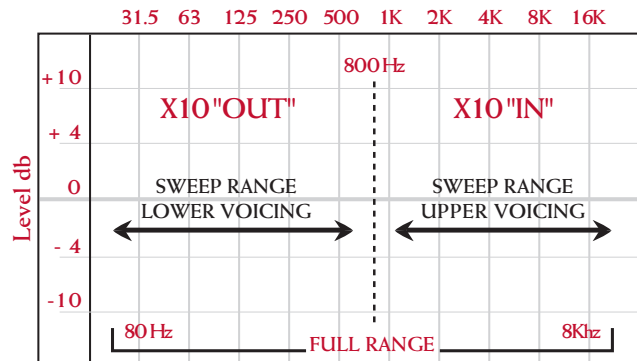 31.5 63 125 250 500 1K 2K 4K 8K 16K
800 Hz
+10
X10 "OUT" X10 "IN"
+ 4
Level db
0
SWEEP RANGE SWEEP RANGE
LOWER VOICING UPPER VOICING
- 4
-10
80 Hz 8Khz
FULL RANGE